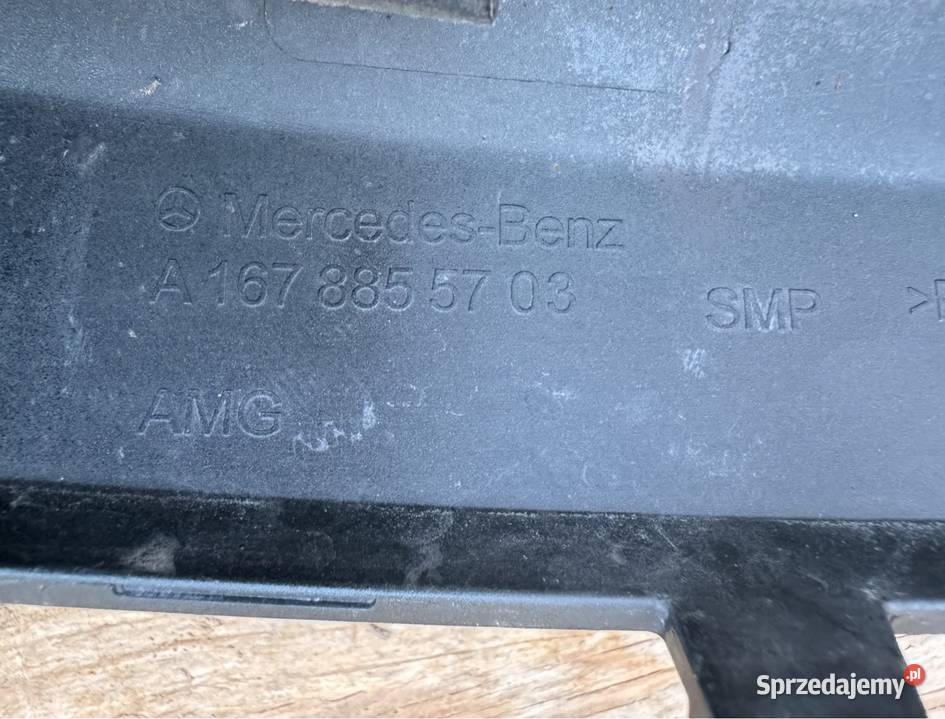 Mercedes-Benz
A 167 885 57 03
SMP
AMG
Sprzedajemy.pl